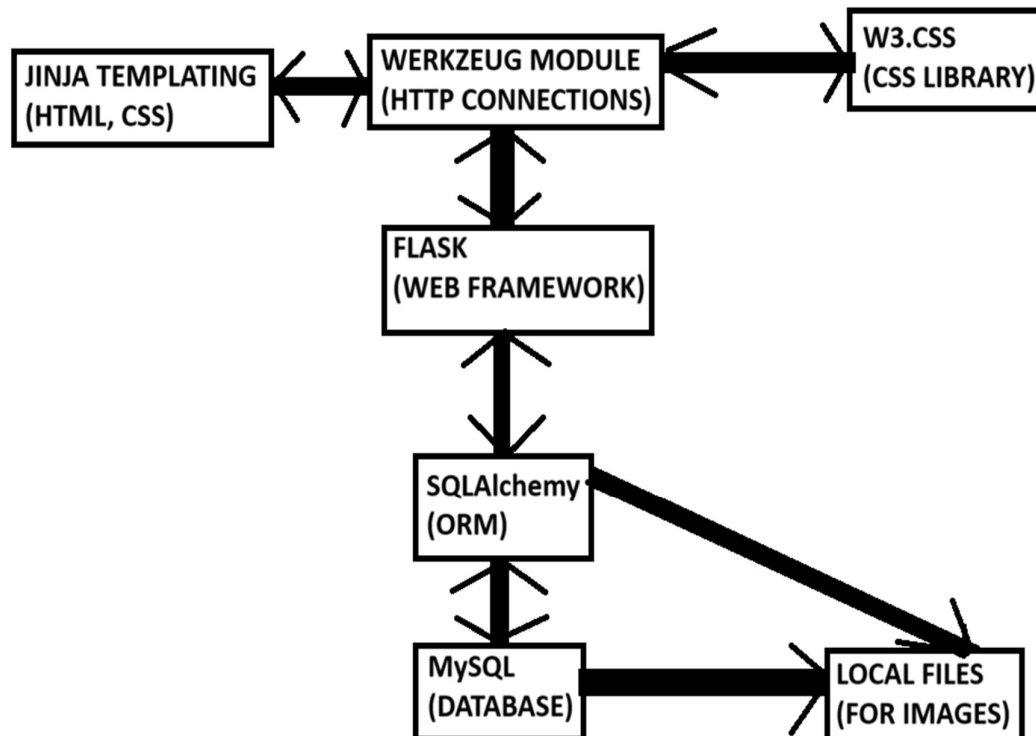 JINJA TEMPLATING
(HTML, CSS)
WERKZEUG MODULE
(HTTP CONNECTIONS)
W3.CSS
(CSS LIBRARY)
FLASK
(WEB FRAMEWORK)
SQLAlchemy
(ORM)
MySQL
(DATABASE)
LOCAL FILES
(FOR IMAGES)